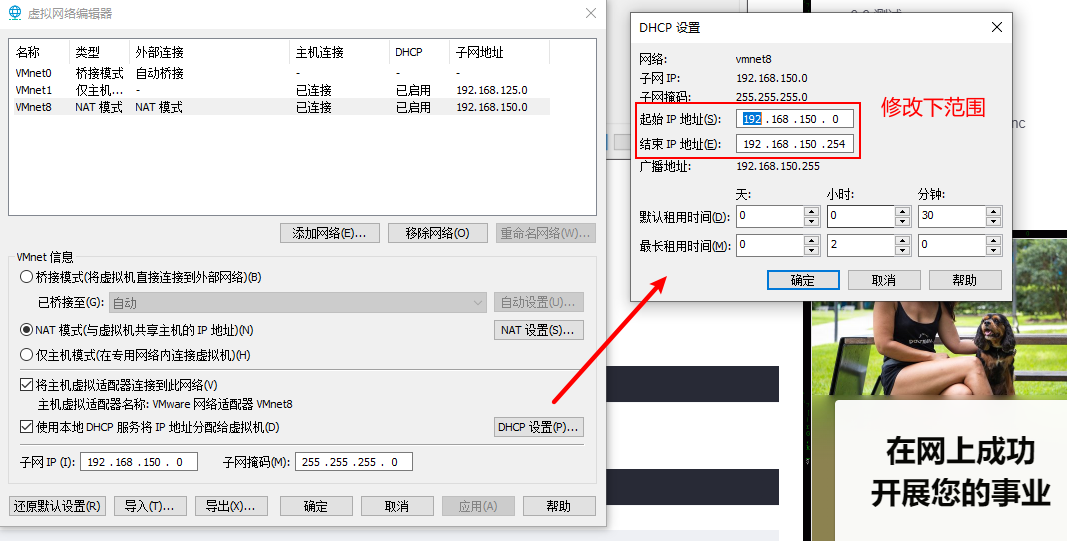 虚拟网络编辑器
名称 类型 外部连接 主机连接 DHCP 子网地址
VMnet0 桥接模式 自动桥接 - - -
VMnet1 仅主机... - 已连接 已启用 192.168.125.0
VMnet8 NAT 模式 NAT 模式 已连接 已启用 192.168.150.0
添加网络(E)... 移除网络(O) 重命名网络(W)...
VMnet 信息
桥接模式(将虚拟机直接连接到外部网络)(B)
已桥接至(G): 自动 自动设置(U)...
NAT 模式(与虚拟机共享主机的 IP 地址)(N) NAT 设置(S)...
仅主机模式(在专用网络内连接虚拟机)(H)
将主机虚拟适配器连接到此网络(V)
主机虚拟适配器名称: VMware 网络适配器 VMnet8
使用本地 DHCP 服务将 IP 地址分配给虚拟机(D) DHCP 设置(P)...
子网 IP (I): 192 .168 .150 . 0 子网掩码(M): 255 .255 .255 . 0
还原默认设置(R) 导入(T)... 导出(X)... 确定 取消 应用(A) 帮助
DHCP 设置
网络: vmnet8
子网 IP: 192.168.150.0
子网掩码: 255.255.255.0
起始 IP 地址(S): 192 .168 .150 . 0
结束 IP 地址(E): 192 .168 .150 .254
修改下范围
广播地址: 192.168.150.255
天: 小时: 分钟:
默认租用时间(D): 0 0 30
最长租用时间(M): 0 2 0
确定 取消 帮助
nc
在网上成功
开展您的事业